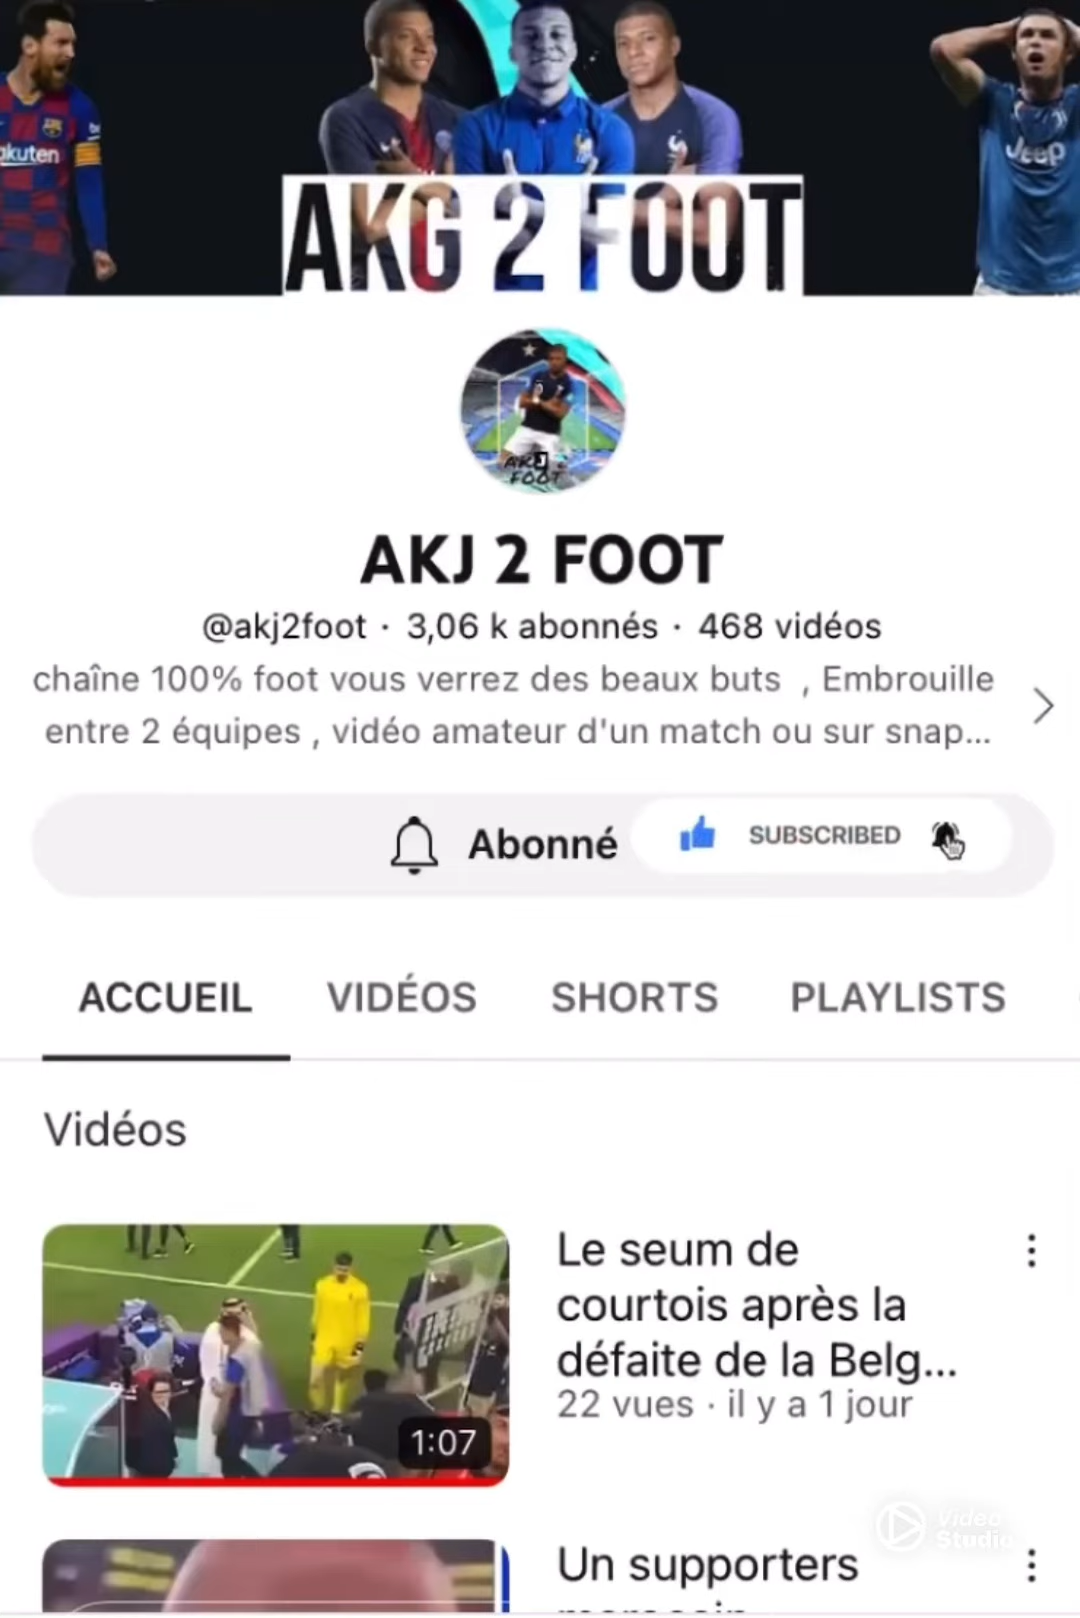 akuten
Jeep
AKG 2 FOOT
AKJ
FOOT
AKJ 2 FOOT
@akj2foot · 3,06 k abonnés · 468 vidéos
chaîne 100% foot vous verrez des beaux buts , Embrouille
entre 2 équipes , vidéo amateur d'un match ou sur snap...
Abonné
SUBSCRIBED
ACCUEIL VIDÉOS SHORTS PLAYLISTS
Vidéos
Le seum de
courtois après la
défaite de la Belg...
22 vues · il y a 1 jour
1:07
Video
Studio
Un supporters